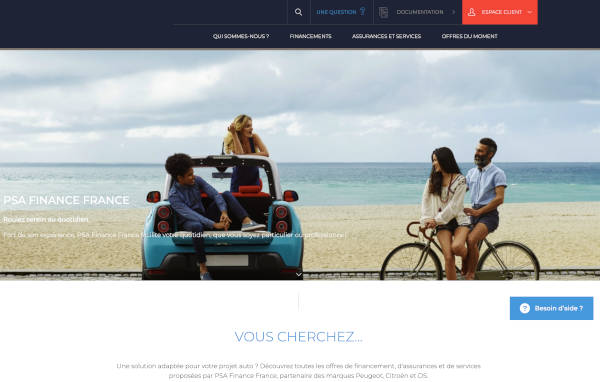 UNE QUESTION ?
DOCUMENTATION
ESPACE CLIENT
QUI SOMMES-NOUS ?
FINANCEMENTS
ASSURANCES ET SERVICES
OFFRES DU MOMENT
PSA FINANCE FRANCE
Roulez serein au quotidien.
Fort de son expérience, PSA Finance France facilite votre quotidien, que vous soyez particulier ou professionnel !
? Besoin d'aide ?
VOUS CHERCHEZ...
Une solution adaptée pour votre projet auto ? Découvrez toutes les offres de financement, d'assurances et de services
proposées par PSA Finance France, partenaire des marques Peugeot, Citroën et DS.